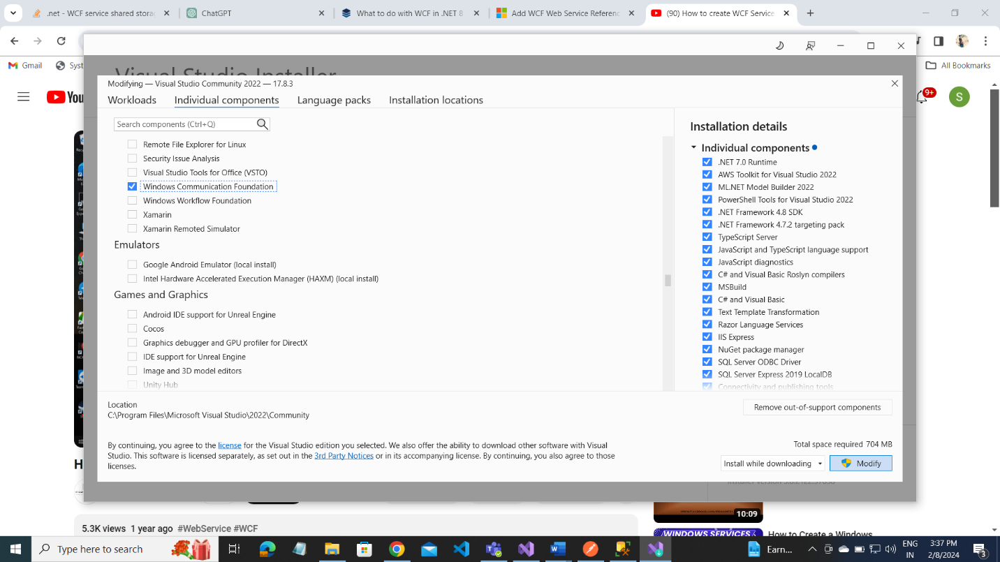 .net - WCF service shared stora
ChatGPT
What to do with WCF in .NET 8
Add WCF Web Service Referenc
(90) How to create WCF Service
Gmail
Syst
All Bookmarks
Visual Studio Installer
Modifying — Visual Studio Community 2022 — 17.8.3
Workloads
Individual components
Language packs
Installation locations
9+
S
Search components (Ctrl+Q)
Remote File Explorer for Linux
Security Issue Analysis
Visual Studio Tools for Office (VSTO)
Windows Communication Foundation
Windows Workflow Foundation
Xamarin
Xamarin Remoted Simulator
Emulators
Google Android Emulator (local install)
Intel Hardware Accelerated Execution Manager (HAXM) (local install)
Games and Graphics
Android IDE support for Unreal Engine
Cocos
Graphics debugger and GPU profiler for DirectX
IDE support for Unreal Engine
Image and 3D model editors
Unity Hub
Installation details
Individual components
.NET 7.0 Runtime
AWS Toolkit for Visual Studio 2022
ML.NET Model Builder 2022
PowerShell Tools for Visual Studio 2022
.NET Framework 4.8 SDK
.NET Framework 4.7.2 targeting pack
TypeScript Server
JavaScript and TypeScript language support
JavaScript diagnostics
C# and Visual Basic Roslyn compilers
MSBuild
C# and Visual Basic
Text Template Transformation
Razor Language Services
IIS Express
NuGet package manager
SQL Server ODBC Driver
SQL Server Express 2019 LocalDB
Connectivity and publishing tools
Location
C:\Program Files\Microsoft Visual Studio\2022\Community
Remove out-of-support components
By continuing, you agree to the license for the Visual Studio edition you selected. We also offer the ability to download other software with Visual
Studio. This software is licensed separately, as set out in the 3rd Party Notices or in its accompanying license. By continuing, you also agree to those
licenses.
Total space required 704 MB
Install while downloading
Modify
10:09
5.3K views 1 year ago #WebService #WCF
How to Create a Windows
Type here to search
Earn...
ENG
IN
3:37 PM
2/8/2024
3